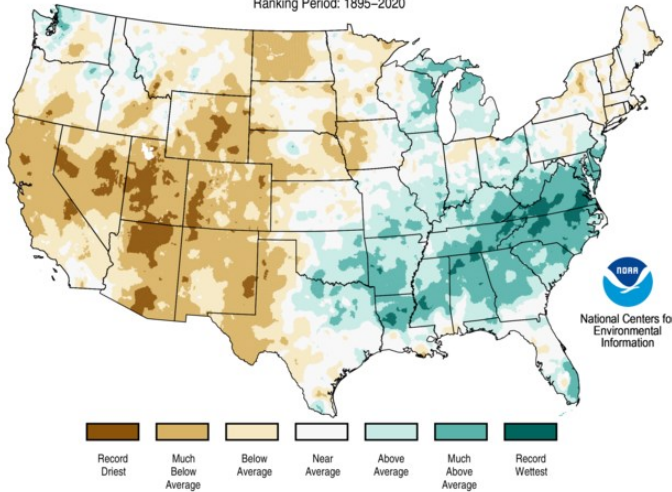 Ranking Period: 1895–2020
NOAA
National Centers for
Environmental
Information
Record
Driest
Much
Below
Average
Below
Average
Near
Average
Above
Average
Much
Above
Average
Record
Wettest